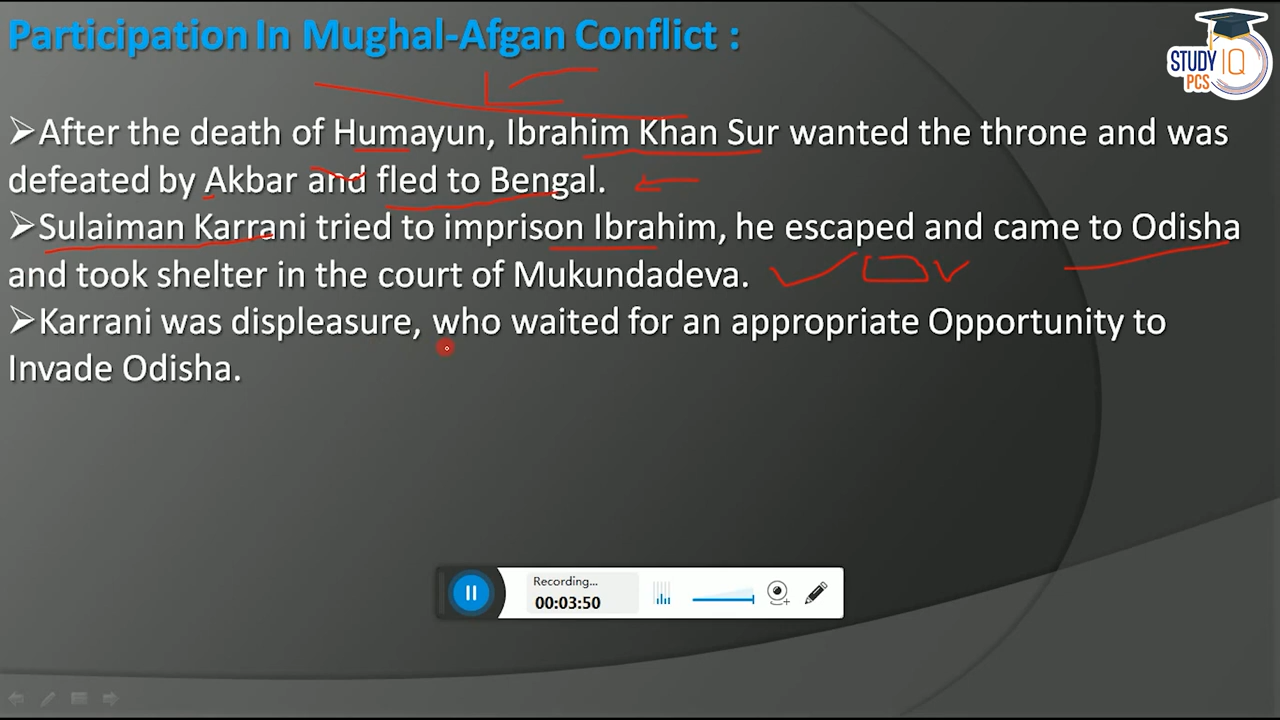 Participation In Mughal-Afgan Conflict :
STUDY IQ
PCS
➢After the death of Humayun, Ibrahim Khan Sur wanted the throne and was
defeated by Akbar and fled to Bengal.
➢Sulaiman Karrani tried to imprison Ibrahim, he escaped and came to Odisha
and took shelter in the court of Mukundadeva.
➢Karrani was displeasure, who waited for an appropriate Opportunity to
Invade Odisha.
Recording...
00:03:50